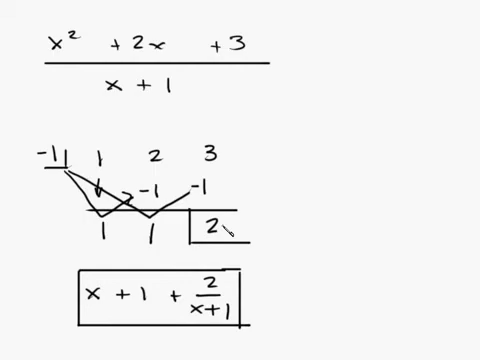 x² + 2x + 3
x + 1
-1| 1 2 3
-1 -1
1 1 2
x + 1 + 2/(x+1)